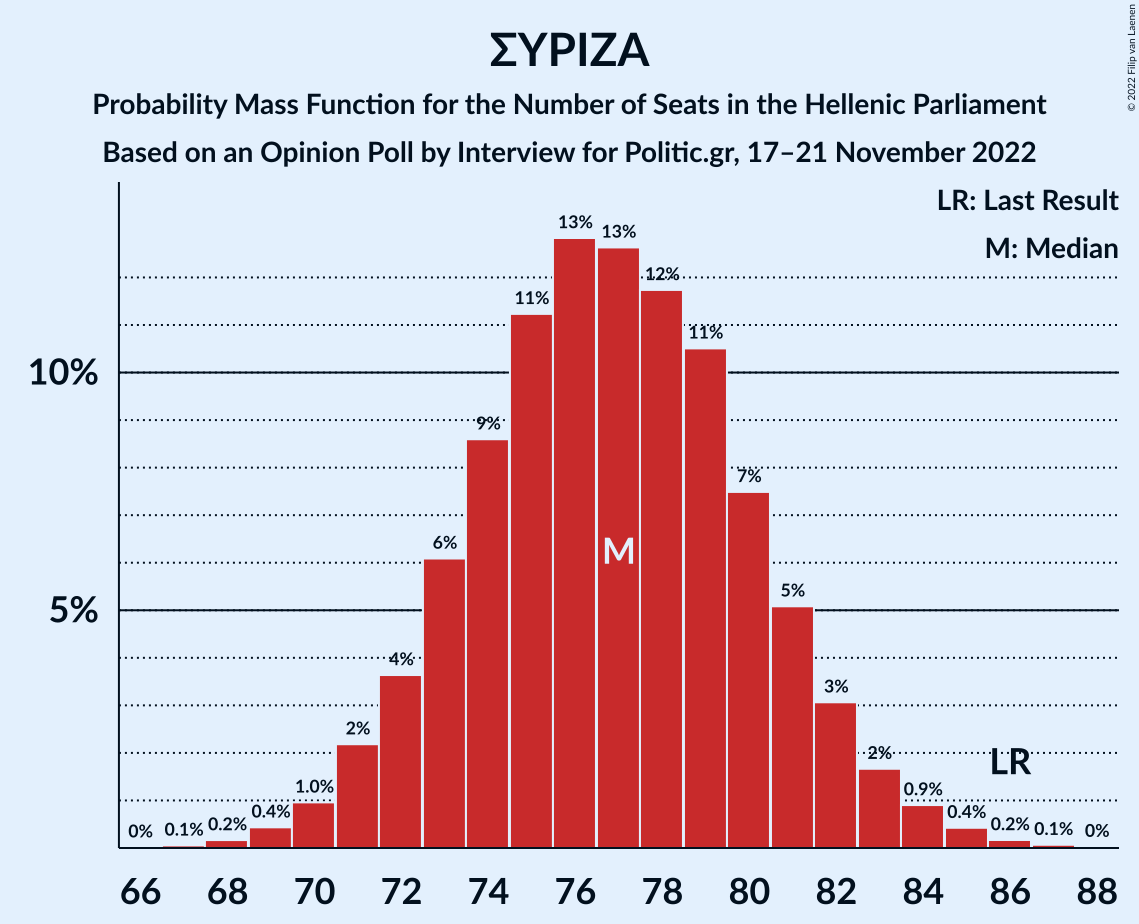 ΣΥΡΙΖΑ
Probability Mass Function for the Number of Seats in the Hellenic Parliament
Based on an Opinion Poll by Interview for Politic.gr, 17–21 November 2022
© 2022 Filip van Laenen
LR: Last Result
M: Median
13%
13%
12%
11%
11%
10%
9%
7%
6%
M
5%
5%
4%
3%
2%
2%
LR
1.0%
0.9%
0.4%
0.4%
0%
0.1%
0.2%
0.2%
0.1%
0%
66 68 70 72 74 76 78 80 82 84 86 88